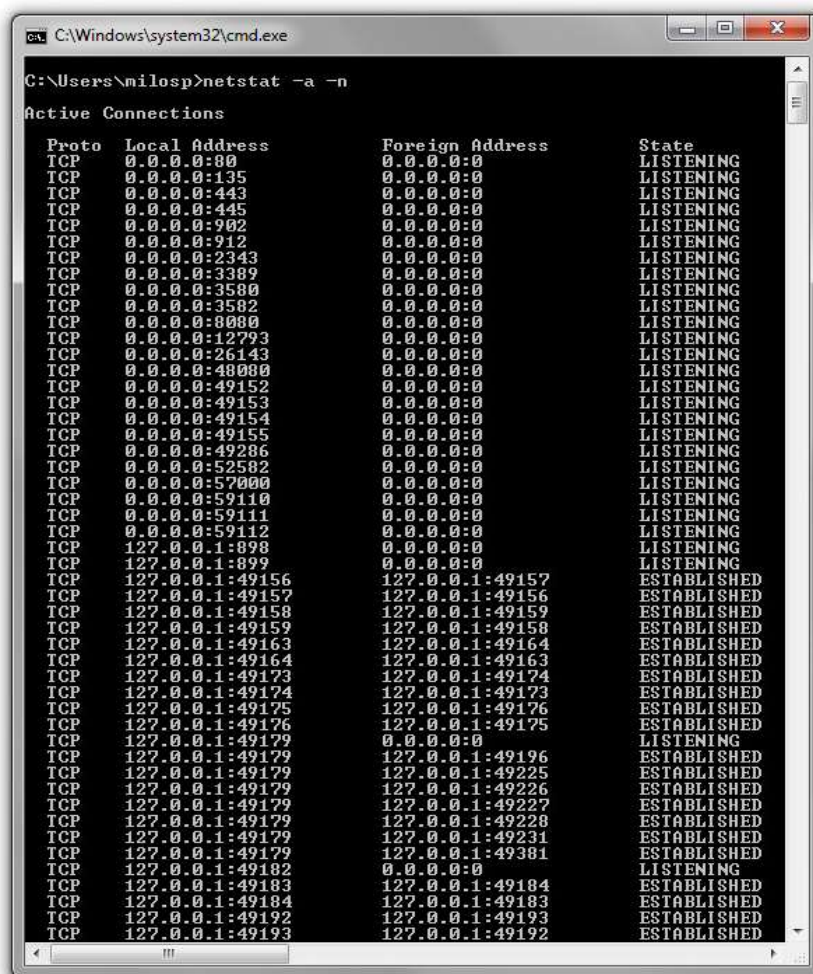 C:\Windows\system32\cmd.exe
C:\Users\milosp>netstat -a -n
Active Connections
Proto Local Address Foreign Address State
TCP 0.0.0.0:80 0.0.0.0:0 LISTENING
TCP 0.0.0.0:135 0.0.0.0:0 LISTENING
TCP 0.0.0.0:443 0.0.0.0:0 LISTENING
TCP 0.0.0.0:445 0.0.0.0:0 LISTENING
TCP 0.0.0.0:902 0.0.0.0:0 LISTENING
TCP 0.0.0.0:912 0.0.0.0:0 LISTENING
TCP 0.0.0.0:2343 0.0.0.0:0 LISTENING
TCP 0.0.0.0:3389 0.0.0.0:0 LISTENING
TCP 0.0.0.0:3580 0.0.0.0:0 LISTENING
TCP 0.0.0.0:3582 0.0.0.0:0 LISTENING
TCP 0.0.0.0:8080 0.0.0.0:0 LISTENING
TCP 0.0.0.0:12793 0.0.0.0:0 LISTENING
TCP 0.0.0.0:26143 0.0.0.0:0 LISTENING
TCP 0.0.0.0:48080 0.0.0.0:0 LISTENING
TCP 0.0.0.0:49152 0.0.0.0:0 LISTENING
TCP 0.0.0.0:49153 0.0.0.0:0 LISTENING
TCP 0.0.0.0:49154 0.0.0.0:0 LISTENING
TCP 0.0.0.0:49155 0.0.0.0:0 LISTENING
TCP 0.0.0.0:49286 0.0.0.0:0 LISTENING
TCP 0.0.0.0:52582 0.0.0.0:0 LISTENING
TCP 0.0.0.0:57000 0.0.0.0:0 LISTENING
TCP 0.0.0.0:59110 0.0.0.0:0 LISTENING
TCP 0.0.0.0:59111 0.0.0.0:0 LISTENING
TCP 0.0.0.0:59112 0.0.0.0:0 LISTENING
TCP 127.0.0.1:898 0.0.0.0:0 LISTENING
TCP 127.0.0.1:899 0.0.0.0:0 LISTENING
TCP 127.0.0.1:49156 127.0.0.1:49157 ESTABLISHED
TCP 127.0.0.1:49157 127.0.0.1:49156 ESTABLISHED
TCP 127.0.0.1:49158 127.0.0.1:49159 ESTABLISHED
TCP 127.0.0.1:49159 127.0.0.1:49158 ESTABLISHED
TCP 127.0.0.1:49163 127.0.0.1:49164 ESTABLISHED
TCP 127.0.0.1:49164 127.0.0.1:49163 ESTABLISHED
TCP 127.0.0.1:49173 127.0.0.1:49174 ESTABLISHED
TCP 127.0.0.1:49174 127.0.0.1:49173 ESTABLISHED
TCP 127.0.0.1:49175 127.0.0.1:49176 ESTABLISHED
TCP 127.0.0.1:49176 127.0.0.1:49175 ESTABLISHED
TCP 127.0.0.1:49179 0.0.0.0:0 LISTENING
TCP 127.0.0.1:49179 127.0.0.1:49196 ESTABLISHED
TCP 127.0.0.1:49179 127.0.0.1:49225 ESTABLISHED
TCP 127.0.0.1:49179 127.0.0.1:49226 ESTABLISHED
TCP 127.0.0.1:49179 127.0.0.1:49227 ESTABLISHED
TCP 127.0.0.1:49179 127.0.0.1:49228 ESTABLISHED
TCP 127.0.0.1:49179 127.0.0.1:49231 ESTABLISHED
TCP 127.0.0.1:49179 127.0.0.1:49381 ESTABLISHED
TCP 127.0.0.1:49182 0.0.0.0:0 LISTENING
TCP 127.0.0.1:49183 127.0.0.1:49184 ESTABLISHED
TCP 127.0.0.1:49184 127.0.0.1:49183 ESTABLISHED
TCP 127.0.0.1:49192 127.0.0.1:49193 ESTABLISHED
TCP 127.0.0.1:49193 127.0.0.1:49192 ESTABLISHED